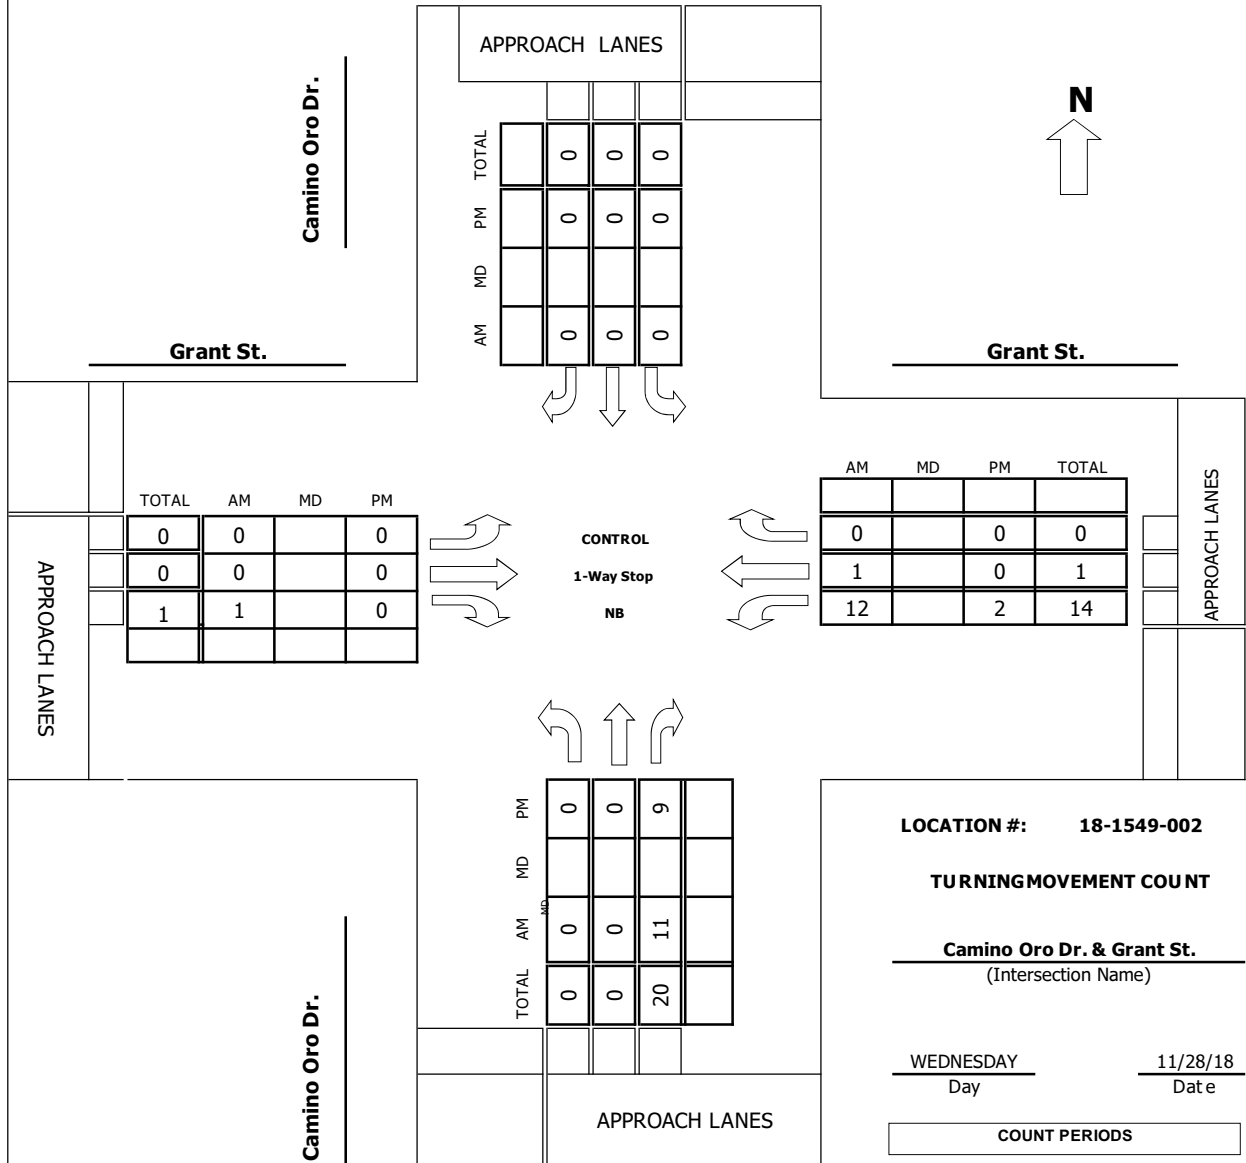 APPROACH LANES
Camino Oro Dr.
N
TOTAL 0 0 0
PM 0 0 0
MD
AM 0 0 0
Grant St.
Grant St.
AM MD PM TOTAL
0 0 0
1 0 1
12 2 14
APPROACH LANES
TOTAL AM MD PM
0 0 0
0 0 0
1 1 0
APPROACH LANES
CONTROL
1-Way Stop
NB
PM 0 0 9
MD
MD
AM 0 0 11
TOTAL 0 0 20
Camino Oro Dr.
APPROACH LANES
LOCATION #: 18-1549-002
TURNING MOVEMENT COUNT
Camino Oro Dr. & Grant St.
(Intersection Name)
WEDNESDAY 11/28/18
Day Date
COUNT PERIODS